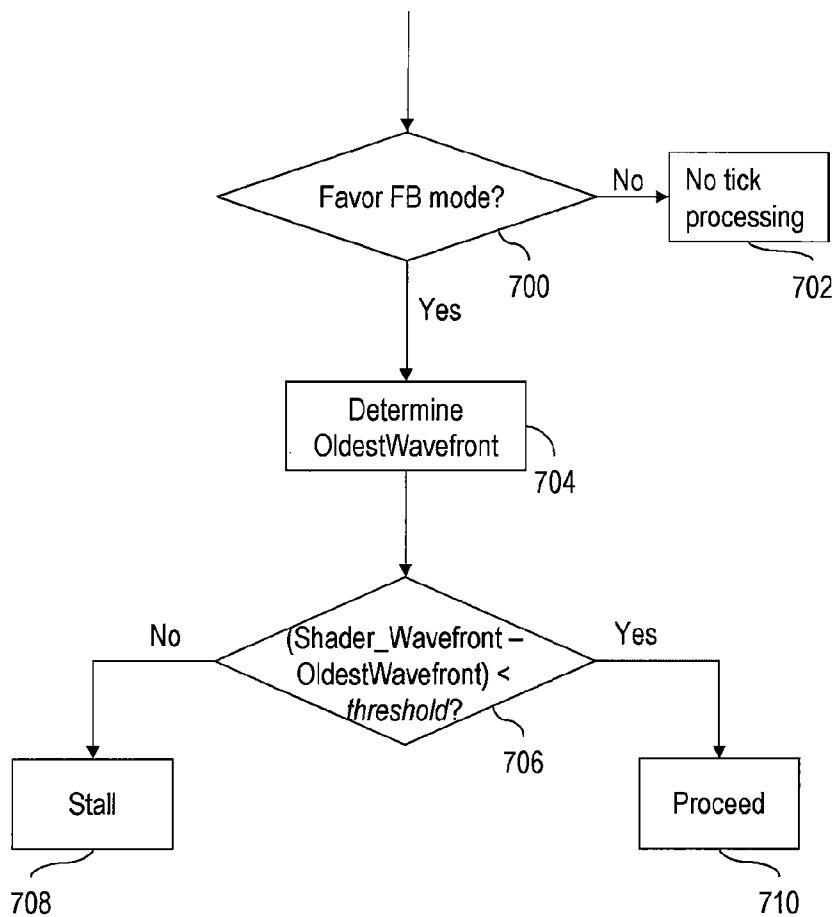 Favor FB mode?
No
No tick
processing
700
702
Yes
Determine
OldestWavefront
704
No
(Shader_Wavefront –
OldestWavefront) <
threshold?
Yes
706
Stall
Proceed
708
710